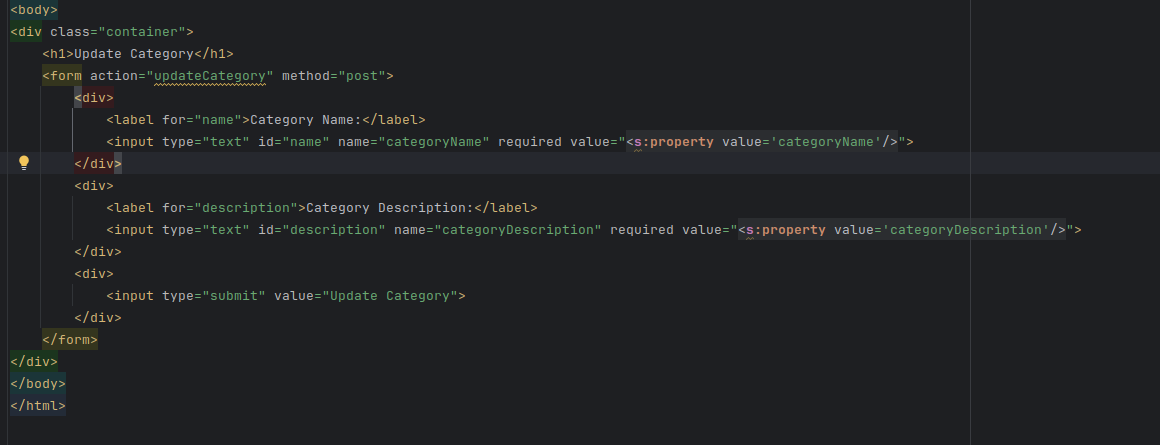 <body>
<div class="container">
<h1>Update Category</h1>
<form action="updateCategory" method="post">
<div>
<label for="name">Category Name:</label>
<input type="text" id="name" name="categoryName" required value="<s:property value='categoryName'/>">
</div>
<div>
<label for="description">Category Description:</label>
<input type="text" id="description" name="categoryDescription" required value="<s:property value='categoryDescription'/>">
</div>
<div>
<input type="submit" value="Update Category">
</div>
</form>
</div>
</body>
</html>